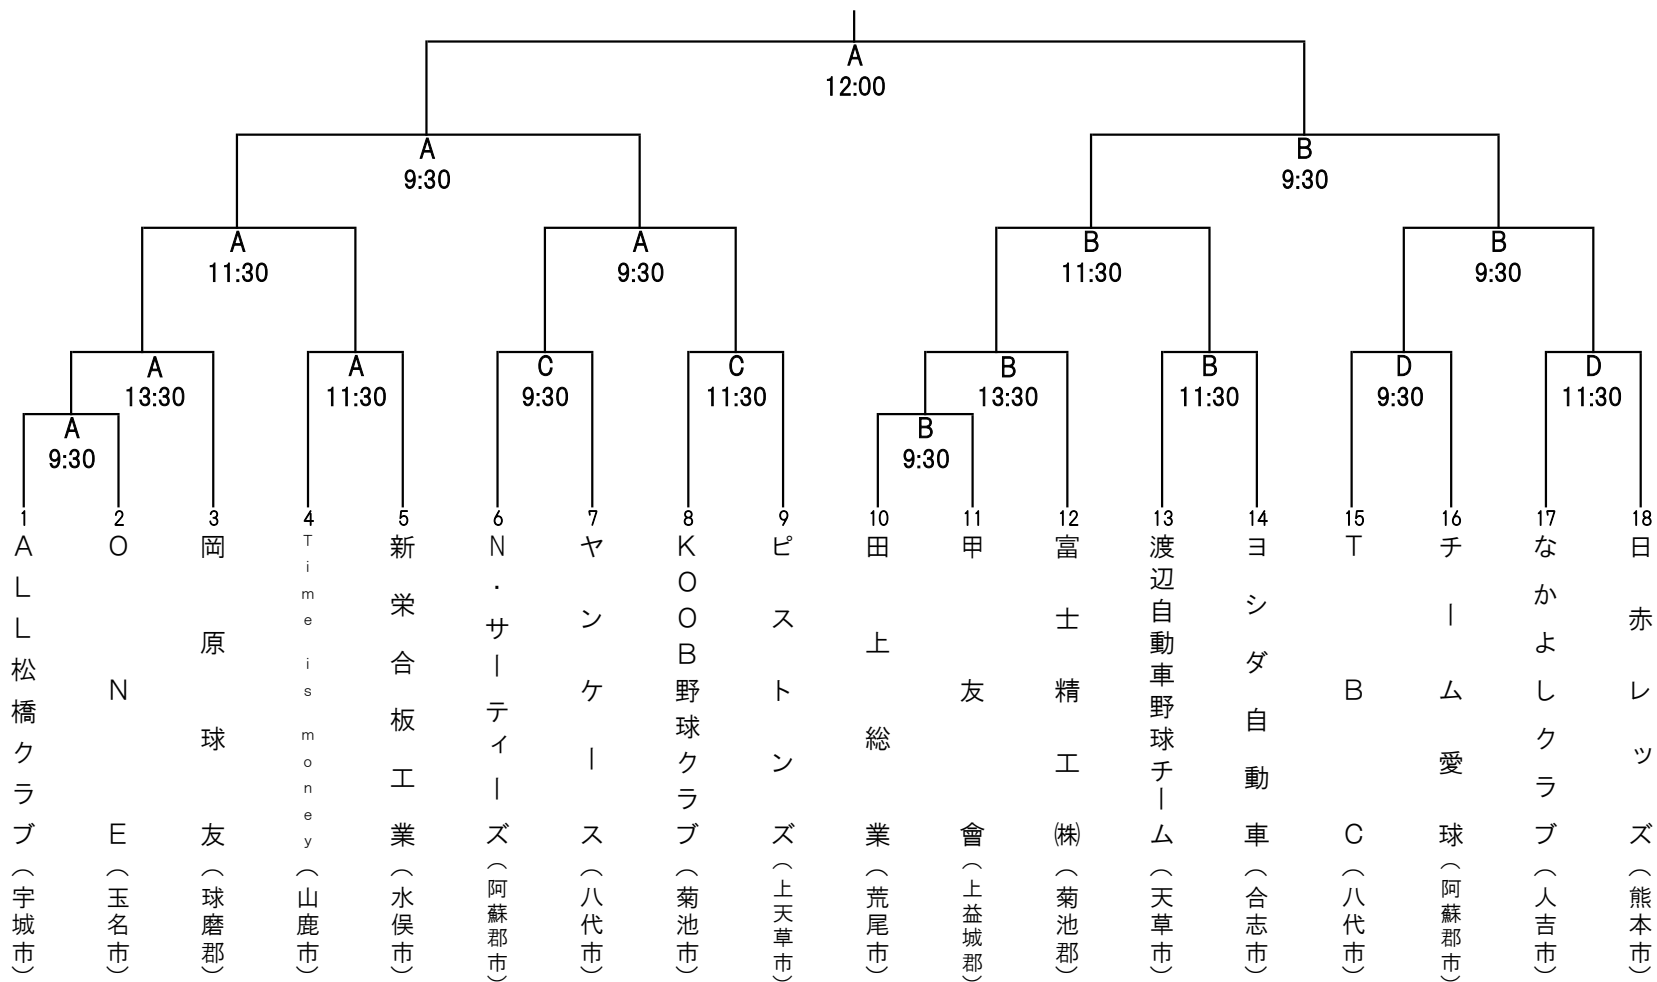 A
12:00
A
9:30
B
9:30
A
11:30
A
9:30
B
11:30
B
9:30
A
13:30
A
11:30
C
9:30
C
11:30
B
13:30
B
11:30
D
9:30
D
11:30
A
9:30
B
9:30
1
ALL松橋クラブ(宇城市)
2
ONE(玉名市)
3
岡原球友(球磨郡)
4
Time is money(山鹿市)
5
新栄合板工業(水俣市)
6
N・サーティーズ(阿蘇郡市)
7
ヤンケース(八代市)
8
KOOB野球クラブ(菊池市)
9
ピストンズ(上天草市)
10
田上総業(荒尾市)
11
甲友會(上益城郡)
12
富士精工㈱(菊池郡)
13
渡辺自動車野球チーム(天草市)
14
ヨシダ自動車(合志市)
15
TBC(八代市)
16
チーム愛球(阿蘇郡市)
17
なかよしクラブ(人吉市)
18
日赤レッズ(熊本市)